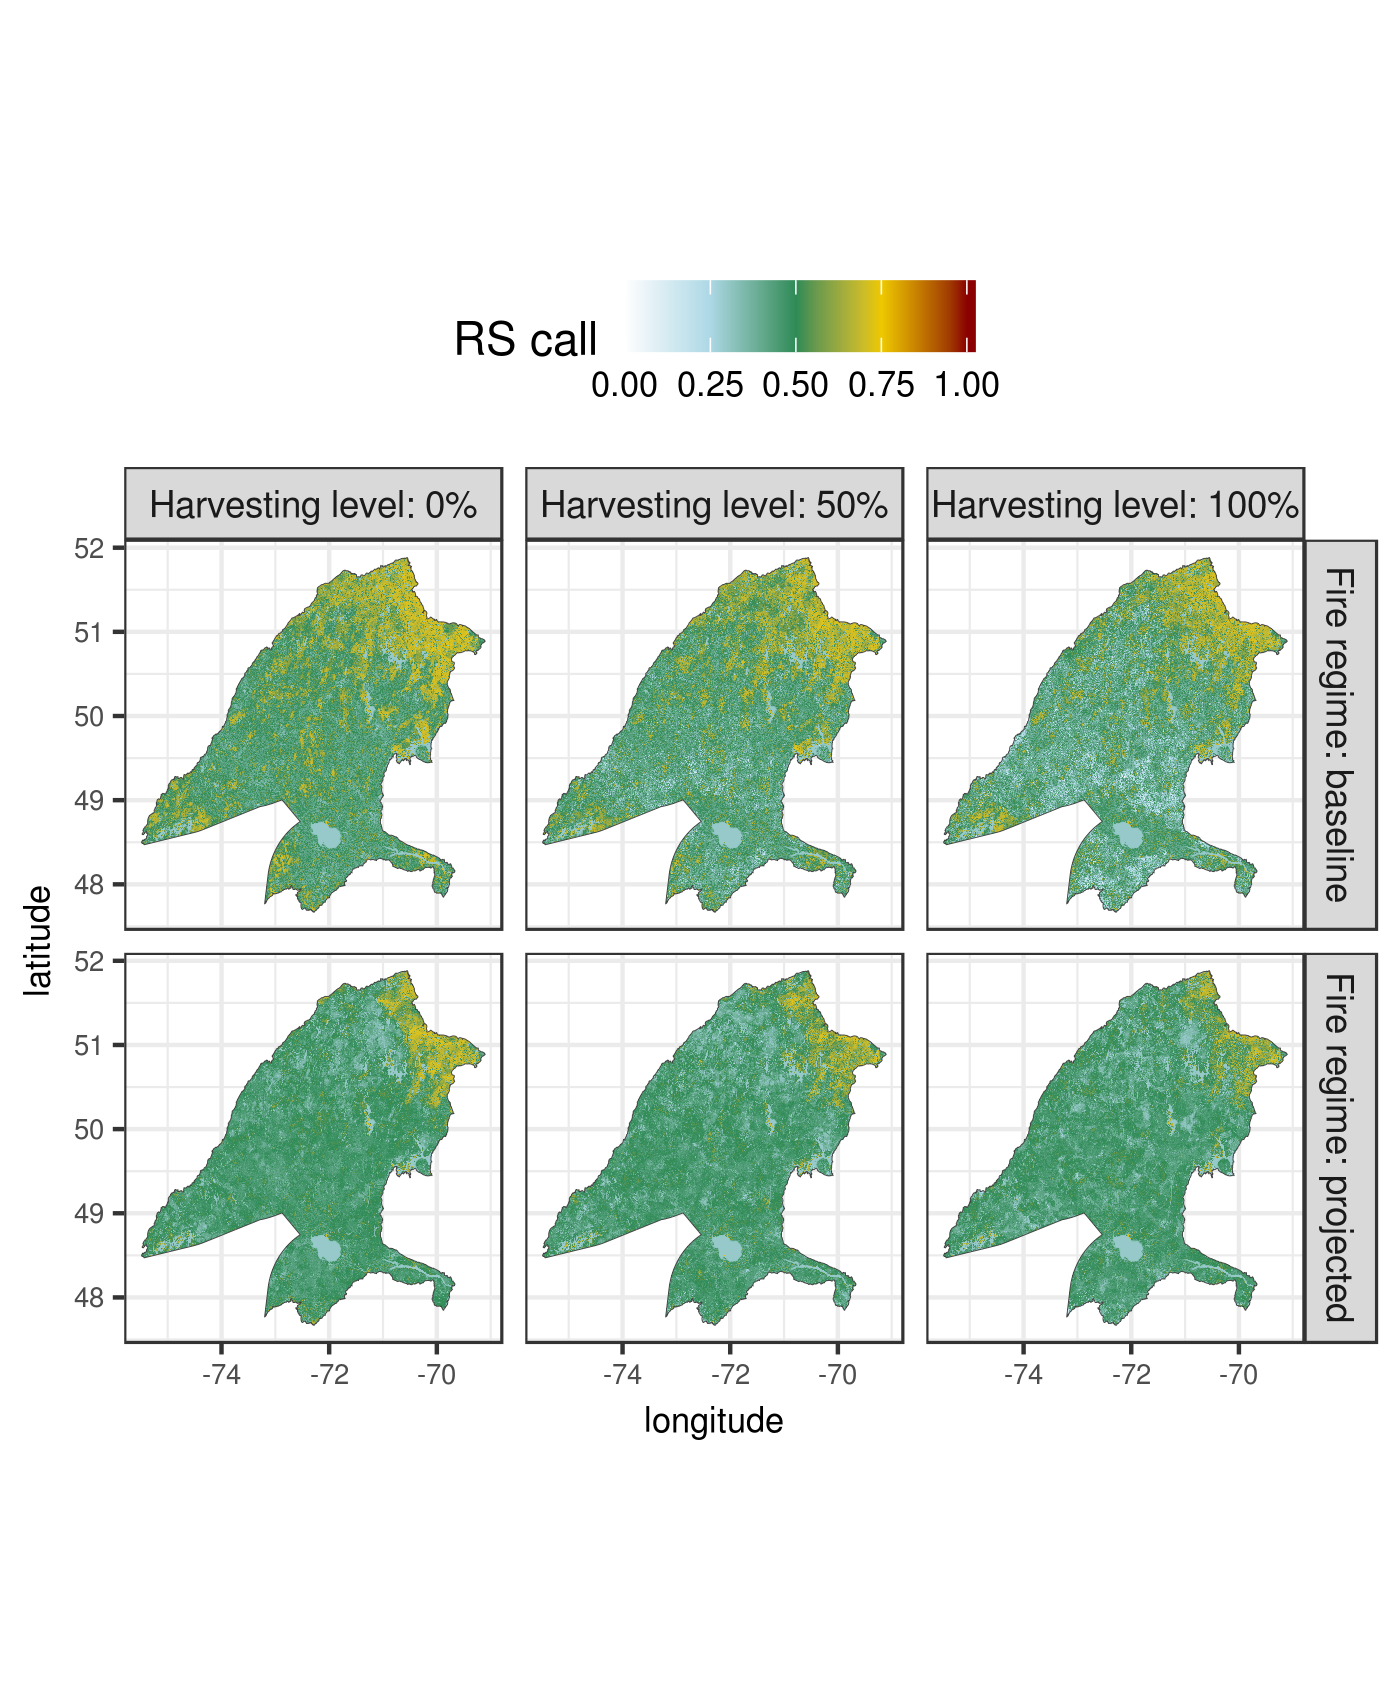 RS call
0.00 0.25 0.50 0.75 1.00
Harvesting level: 0% Harvesting level: 50% Harvesting level: 100%
52
51
50
49
48
Fire regime: baseline
latitude
52
51
50
49
48
Fire regime: projected
-74 -72 -70 -74 -72 -70 -74 -72 -70
longitude